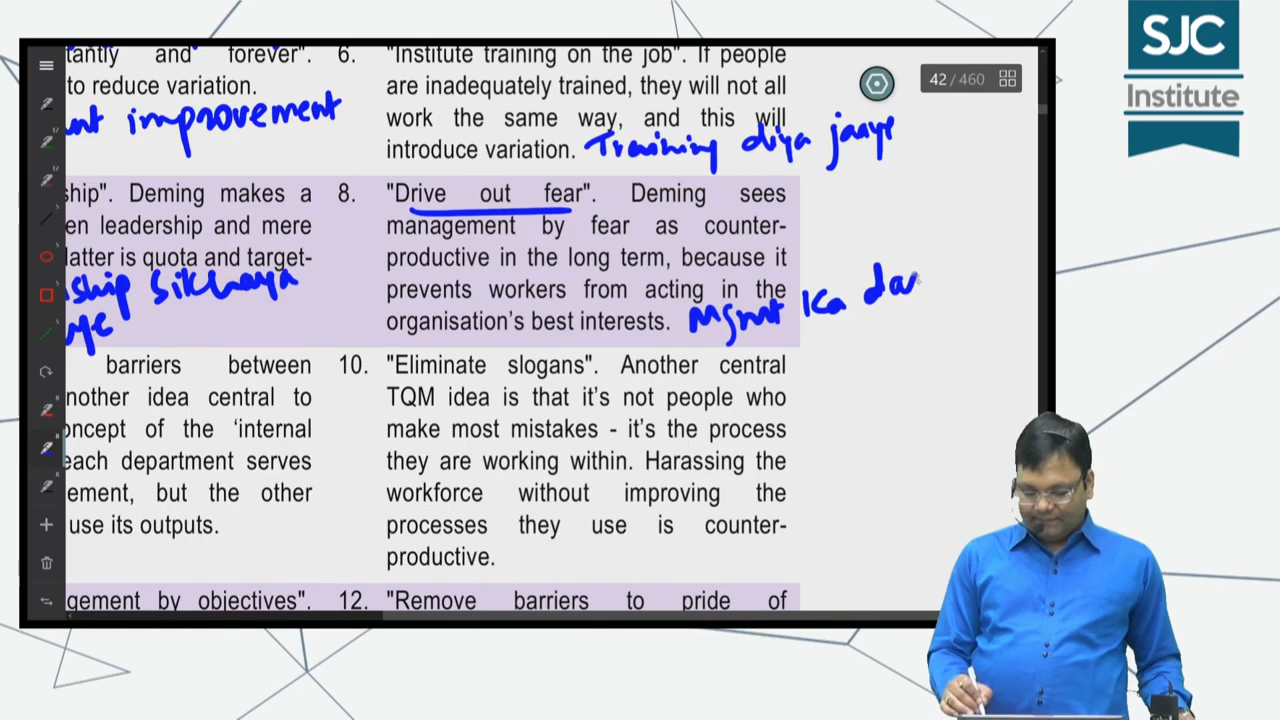 SJC
Institute
42 / 460
tantly and forever".
to reduce variation.
improvement
6. "Institute training on the job". If people
are inadequately trained, they will not all
work the same way, and this will
introduce variation. Training diya jaaye
ship". Deming makes a
en leadership and mere
latter is quota and target-
ship sikhaya
8. "Drive out fear". Deming sees
management by fear as counter-
productive in the long term, because it
prevents workers from acting in the
organisation's best interests. Mgmt ka da
barriers between
nother idea central to
oncept of the 'internal
each department serves
ement, but the other
use its outputs.
10. "Eliminate slogans". Another central
TQM idea is that it's not people who
make most mistakes - it's the process
they are working within. Harassing the
workforce without improving the
processes they use is counter-
productive.
gement by objectives".
12. "Remove barriers to pride of